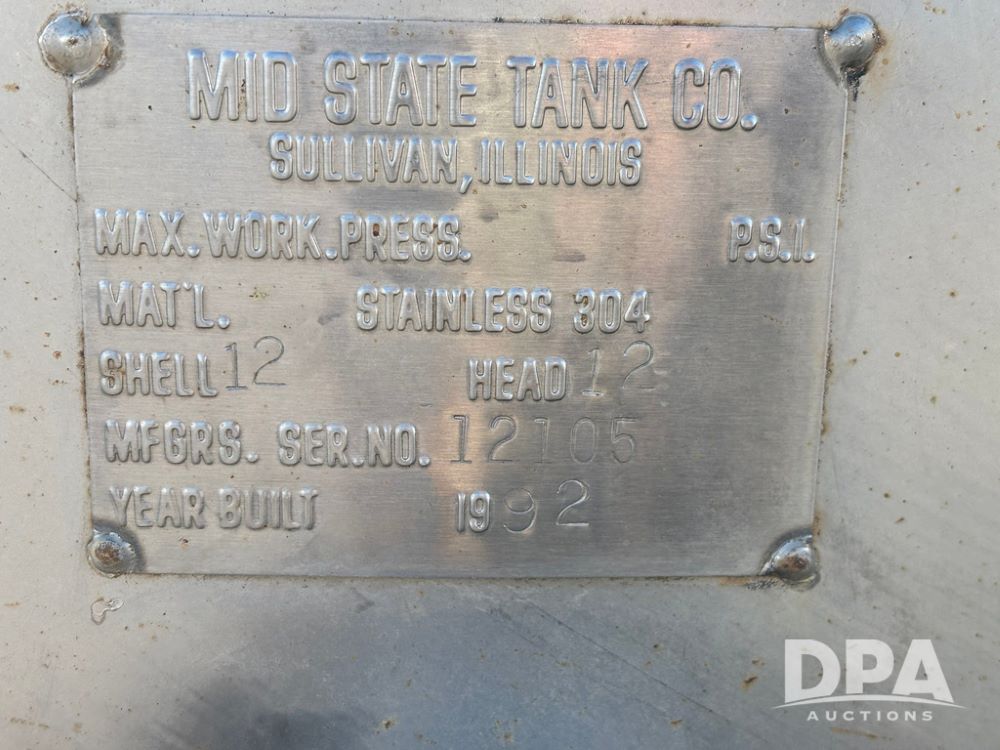 MID STATE TANK CO.
SULLIVAN, ILLINOIS
MAX. WORK. PRESS. P.S.I.
MAT'L. STAINLESS 304
SHELL 12 HEAD 12
MFGRS. SER. NO. 12105
YEAR BUILT 1992
DPA
AUCTIONS